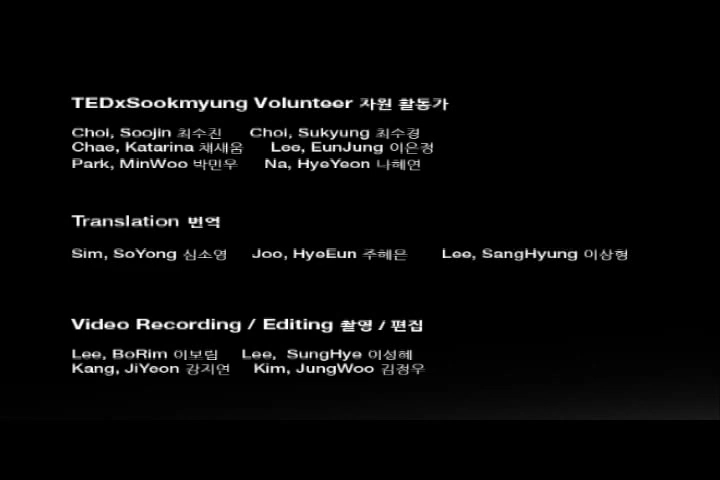 TEDxSookmyung Volunteer 자원 활동가
Choi, Soojin 최수진 Choi, Sukyung 최수경
Chae, Katarina 채새움 Lee, EunJung 이은정
Park, MinWoo 박민우 Na, HyeYeon 나혜연
Translation 번역
Sim, SoYong 심소영 Joo, HyeEun 주혜은 Lee, SangHyung 이상형
Video Recording / Editing 촬영 / 편집
Lee, BoRim 이보림 Lee, SungHye 이성혜
Kang, JiYeon 강지연 Kim, JungWoo 김정우